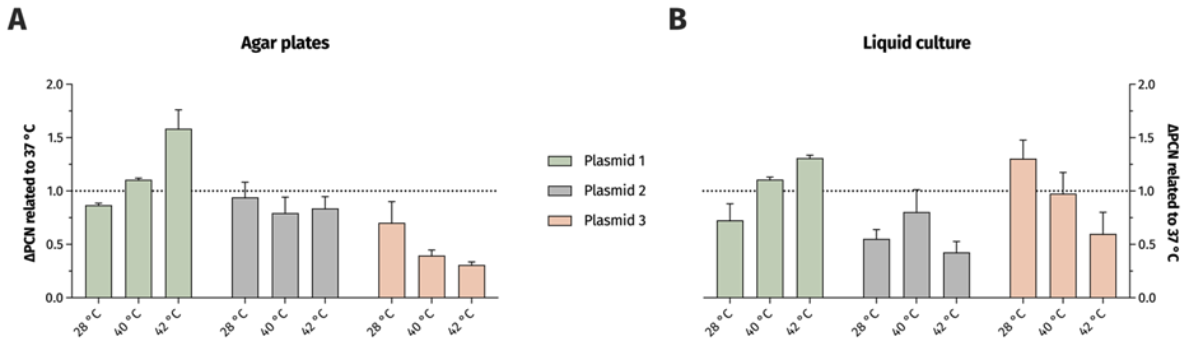 A
B
Agar plates
Liquid culture
ΔPCN related to 37 °C
2.0
1.5
1.0
0.5
0.0
28 °C
40 °C
42 °C
28 °C
40 °C
42 °C
28 °C
40 °C
42 °C
Plasmid 1
Plasmid 2
Plasmid 3
28 °C
40 °C
42 °C
28 °C
40 °C
42 °C
28 °C
40 °C
42 °C
2.0
1.5
1.0
0.5
0.0
ΔPCN related to 37 °C